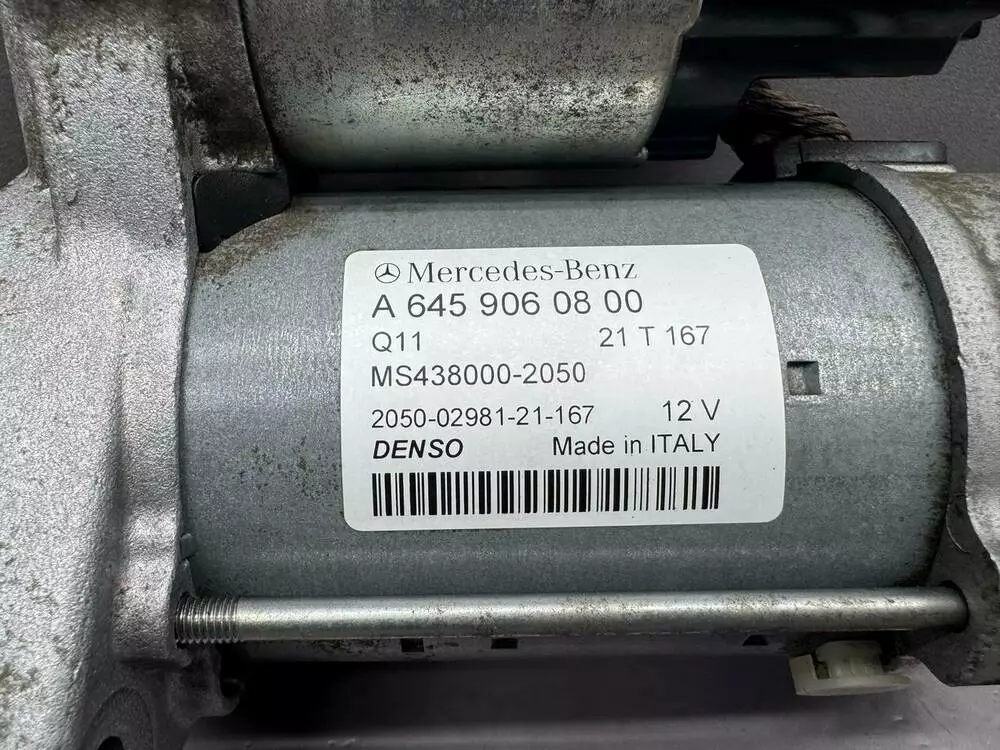 Mercedes-Benz
A 645 906 08 00
Q11 21 T 167
MS438000-2050
2050-02981-21-167 12 V
DENSO Made in ITALY